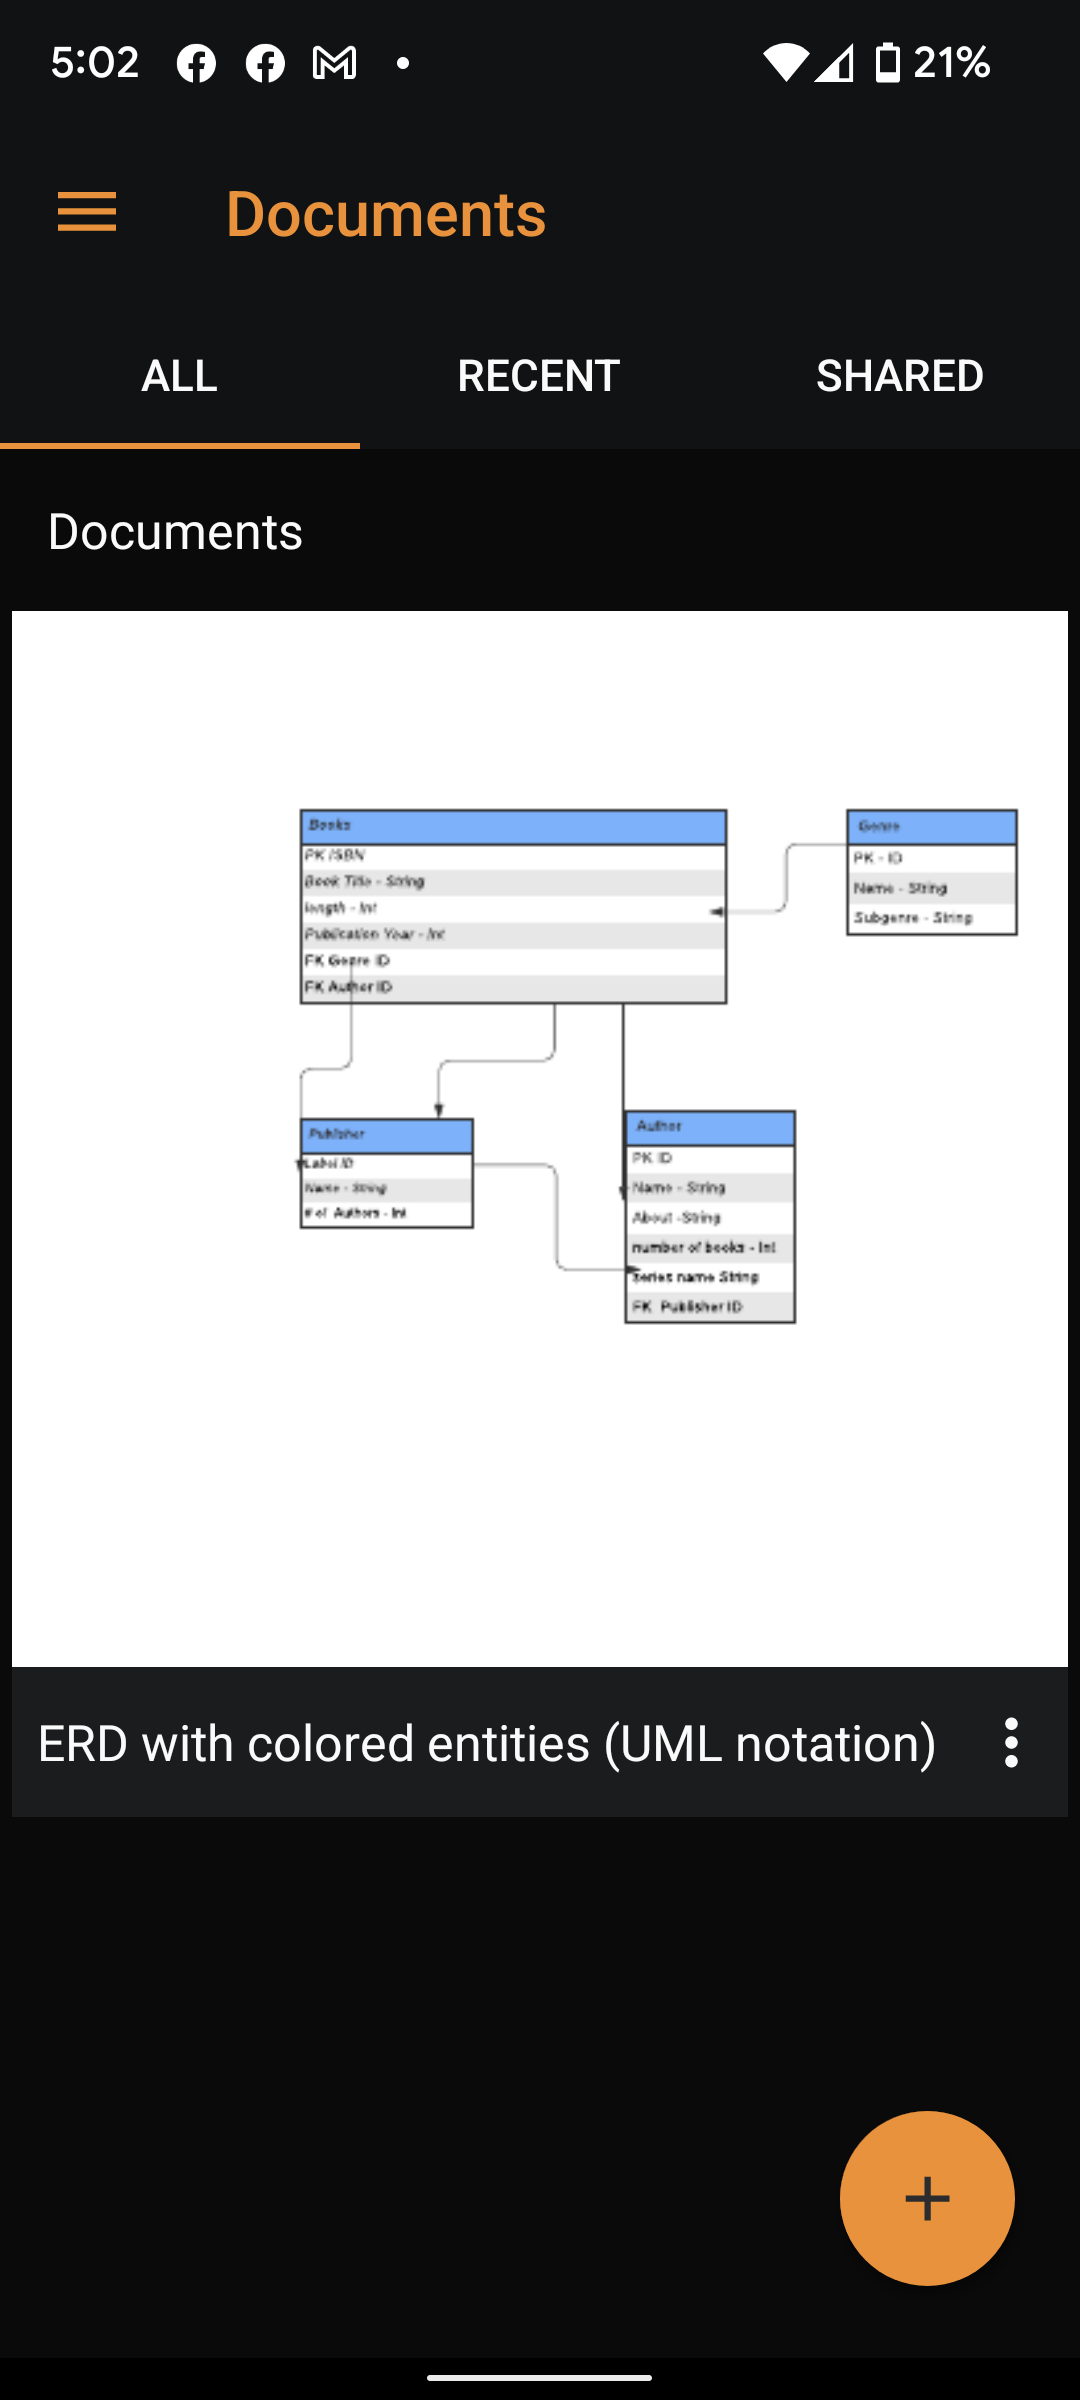 5:02
21%
Documents
ALL
RECENT
SHARED
Documents
Books
PK ISBN
Book Title - String
length - Int
Publication Year - Int
FK Genre ID
FK Author ID
Genre
PK - ID
Name - String
Subgenre - String
Publisher
Label ID
Name - String
# of Authors - Int
Author
PK ID
Name - String
About -String
number of books - Int
series name String
FK Publisher ID
ERD with colored entities (UML notation)